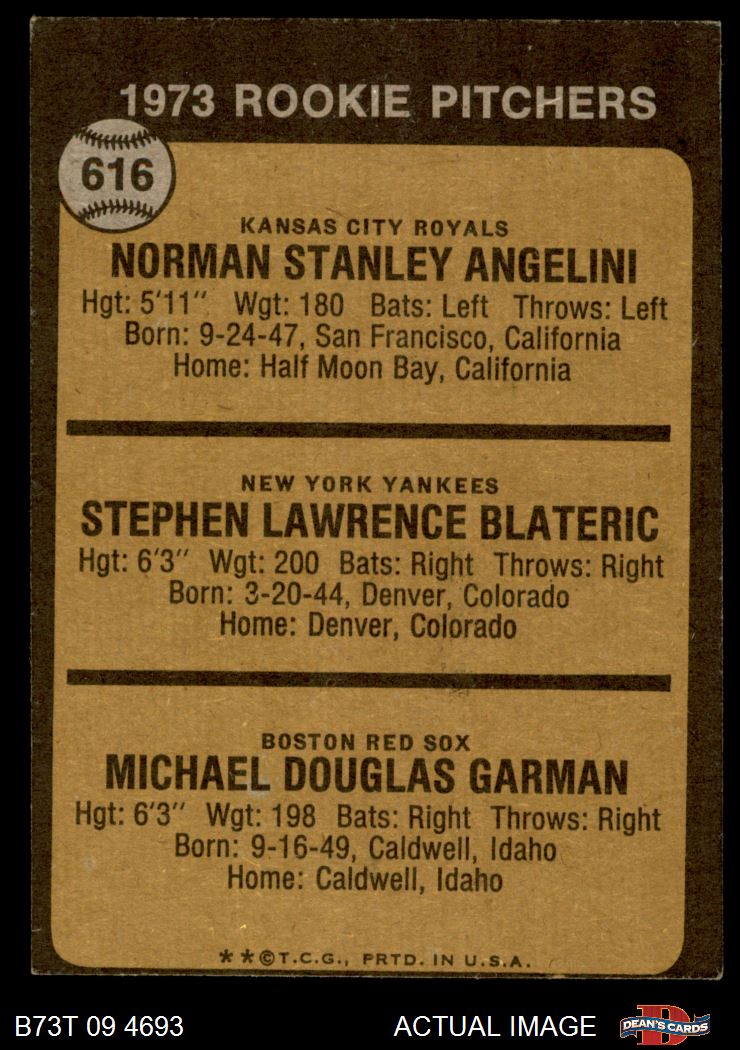 1973 ROOKIE PITCHERS
616
KANSAS CITY ROYALS
NORMAN STANLEY ANGELINI
Hgt: 5'11" Wgt: 180 Bats: Left Throws: Left
Born: 9-24-47, San Francisco, California
Home: Half Moon Bay, California
NEW YORK YANKEES
STEPHEN LAWRENCE BLATERIC
Hgt: 6'3" Wgt: 200 Bats: Right Throws: Right
Born: 3-20-44, Denver, Colorado
Home: Denver, Colorado
BOSTON RED SOX
MICHAEL DOUGLAS GARMAN
Hgt: 6'3" Wgt: 198 Bats: Right Throws: Right
Born: 9-16-49, Caldwell, Idaho
Home: Caldwell, Idaho
**©T.C.G., PRTD. IN U.S.A.
B73T 09 4693 ACTUAL IMAGE
D
DEAN'S CARDS